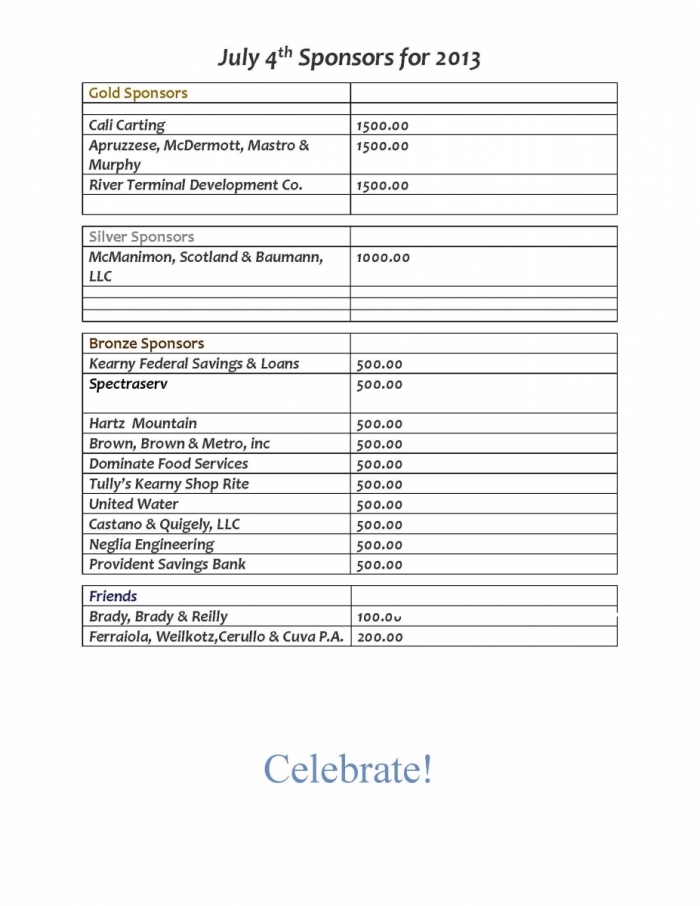 July 4th Sponsors for 2013
Gold Sponsors
Cali Carting 1500.00
Apruzzese, McDermott, Mastro & 1500.00
Murphy
River Terminal Development Co. 1500.00
Silver Sponsors
McManimon, Scotland & Baumann, 1000.00
LLC
Bronze Sponsors
Kearny Federal Savings & Loans 500.00
Spectraserv 500.00
Hartz Mountain 500.00
Brown, Brown & Metro, inc 500.00
Dominate Food Services 500.00
Tully's Kearny Shop Rite 500.00
United Water 500.00
Castano & Quigely, LLC 500.00
Neglia Engineering 500.00
Provident Savings Bank 500.00
Friends
Brady, Brady & Reilly 100.00
Ferraiola, Weilkotz,Cerullo & Cuva P.A. 200.00
Celebrate!